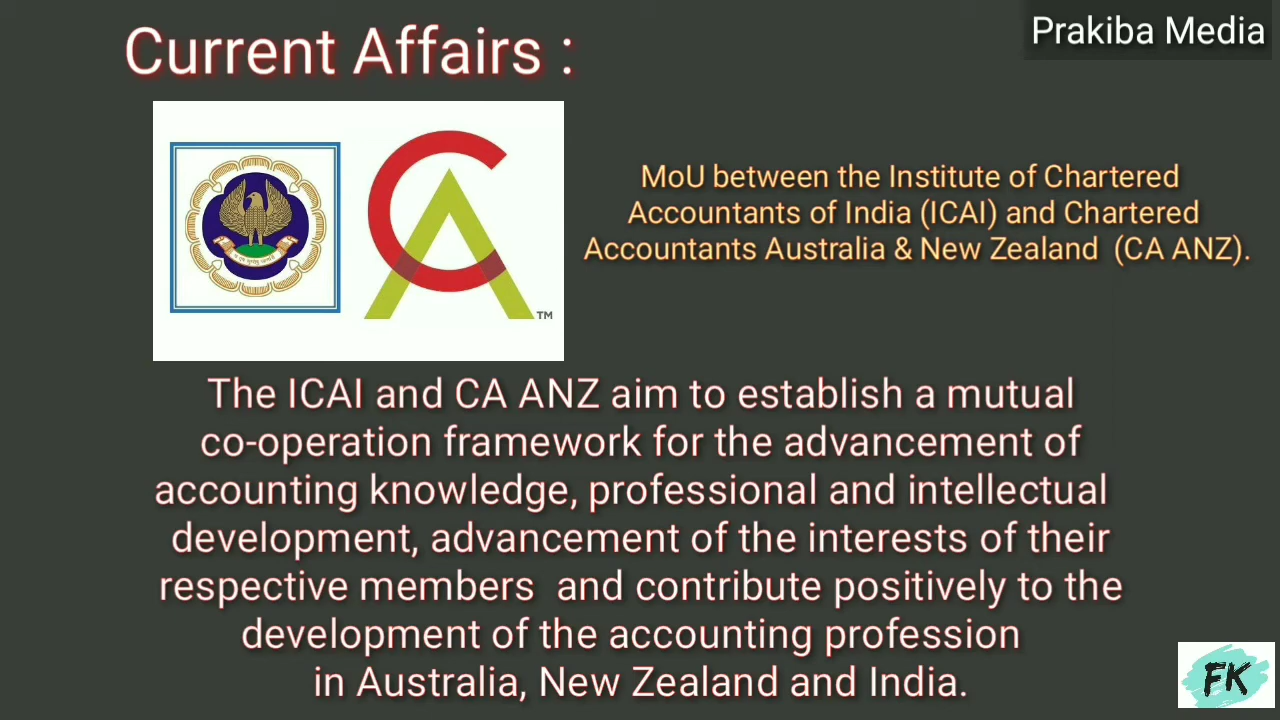 Current Affairs :
Prakiba Media
TM
MoU between the Institute of Chartered
Accountants of India (ICAI) and Chartered
Accountants Australia & New Zealand (CA ANZ).
The ICAI and CA ANZ aim to establish a mutual
co-operation framework for the advancement of
accounting knowledge, professional and intellectual
development, advancement of the interests of their
respective members and contribute positively to the
development of the accounting profession
in Australia, New Zealand and India.
FK